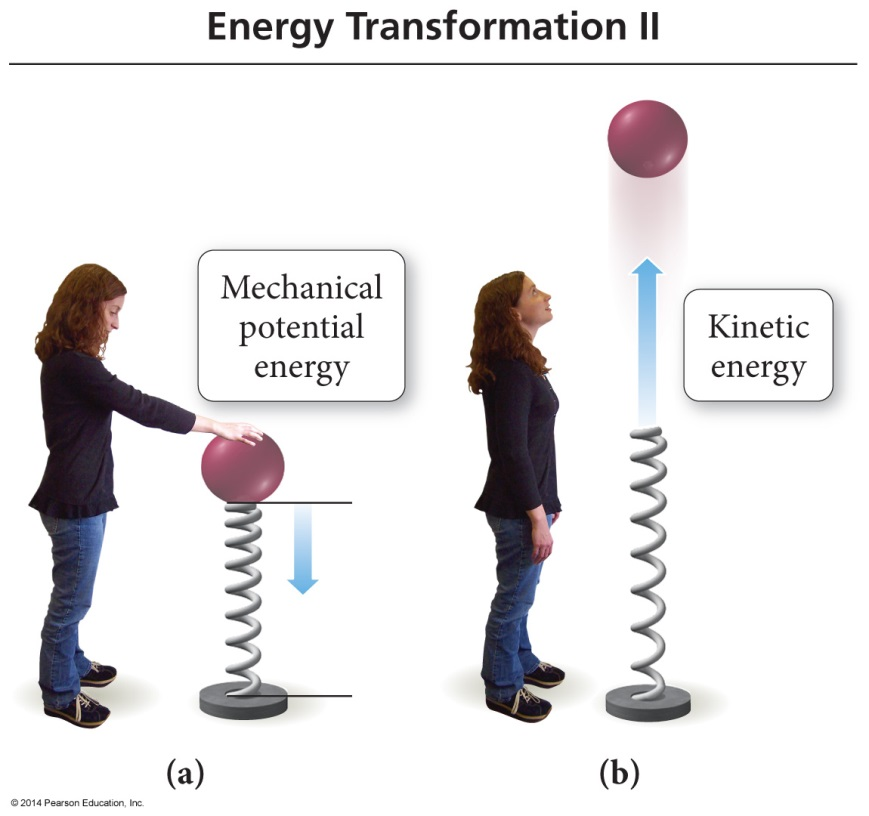 Energy Transformation II
Mechanical
potential
energy
Kinetic
energy
(a)
(b)
© 2014 Pearson Education, Inc.